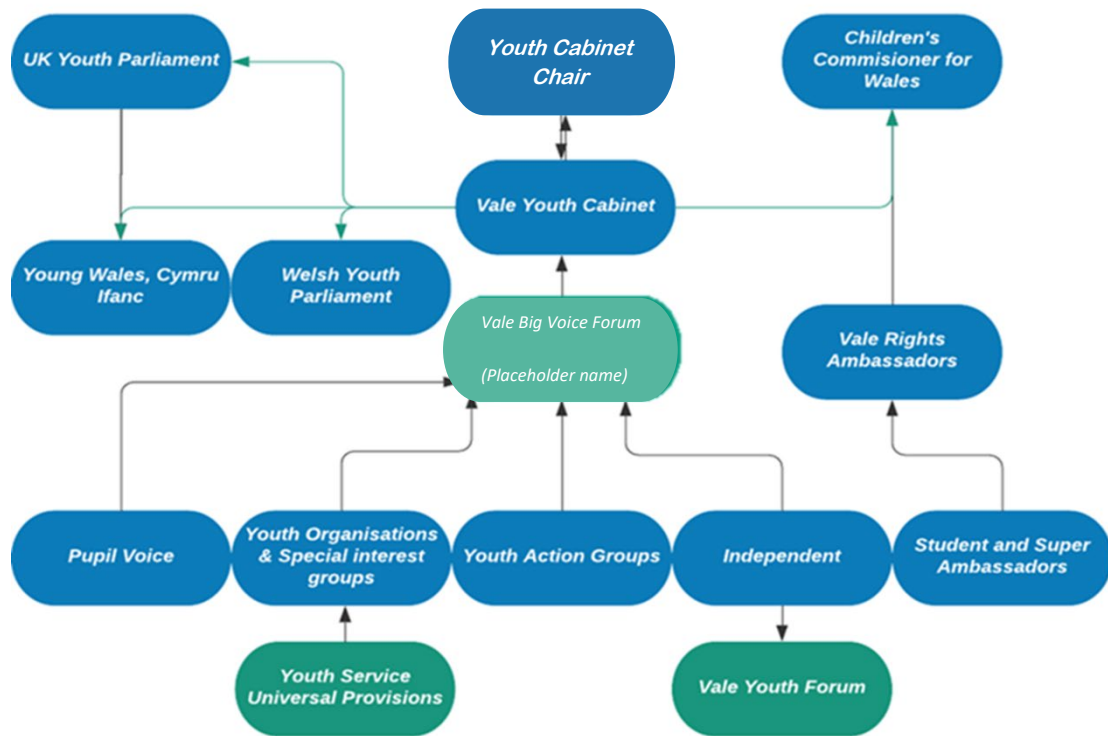 UK Youth Parliament
Youth Cabinet
Chair
Children's
Commisioner for
Wales
Vale Youth Cabinet
Young Wales, Cymru
Ifanc
Welsh Youth
Parliament
Vale Big Voice Forum
(Placeholder name)
Vale Rights
Ambassadors
Pupil Voice
Youth Organisations
& Special interest
groups
Youth Action Groups
Independent
Student and Super
Ambassadors
Youth Service
Universal Provisions
Vale Youth Forum